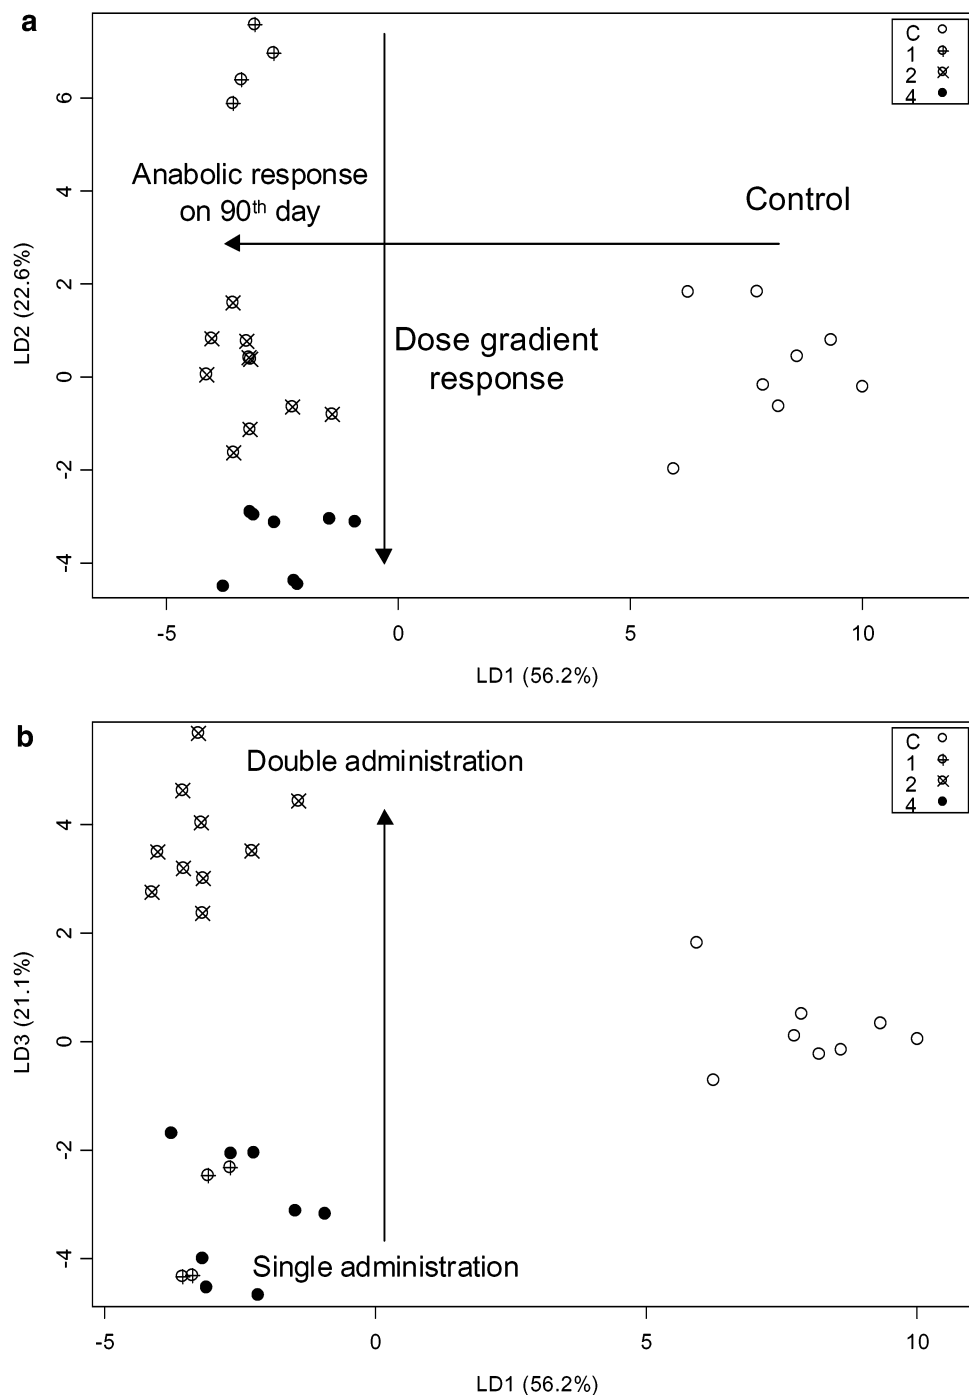 a
C
1
2
4
Anabolic response
on 90th day
Control
Dose gradient
response
LD2 (22.6%)
6
4
2
0
-2
-4
-5
0
5
10
LD1 (56.2%)
b
C
1
2
4
Double administration
Single administration
LD3 (21.1%)
4
2
0
-2
-4
-5
0
5
10
LD1 (56.2%)